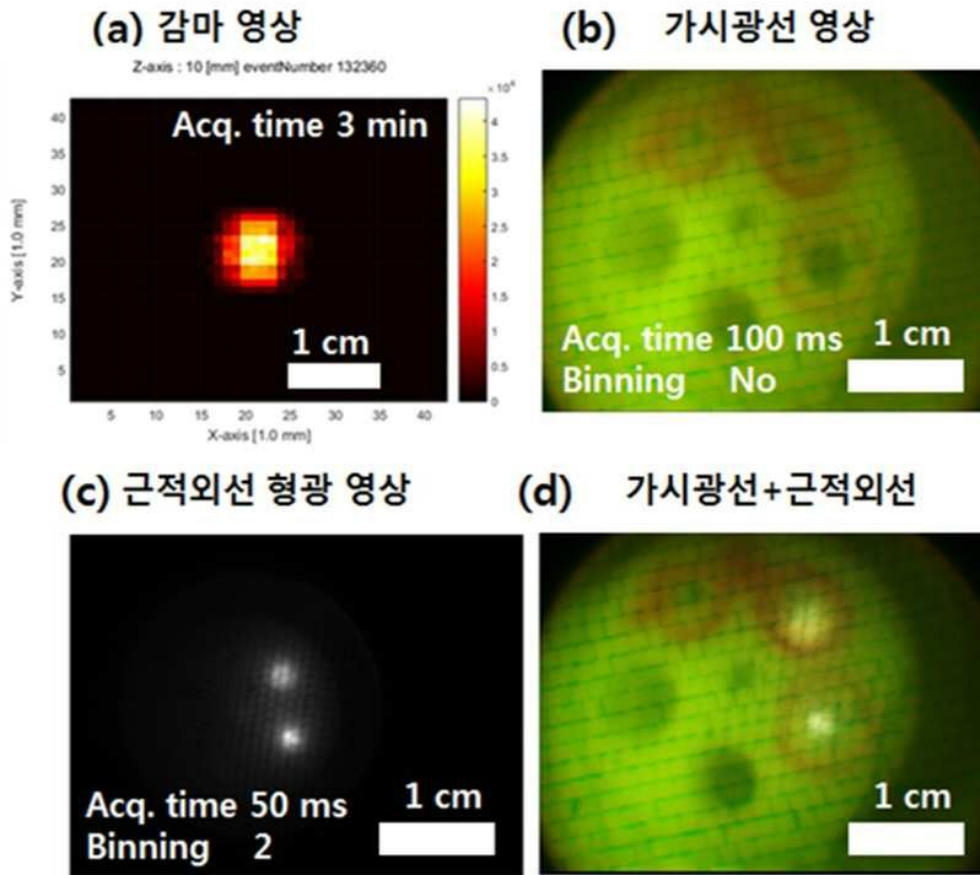 (a) 감마 영상
Z-axis : 10 [mm] eventNumber 132360
×10⁴
Acq. time 3 min
40
35
30
25
20
15
10
5
Y-axis [1.0 mm]
1 cm
5 10 15 20 25 30 35 40
X-axis [1.0 mm]
4
3.5
3
2.5
2
1.5
1
0.5
0
(b) 가시광선 영상
Acq. time 100 ms
Binning No
1 cm
(c) 근적외선 형광 영상
Acq. time 50 ms
Binning 2
1 cm
(d) 가시광선+근적외선
1 cm